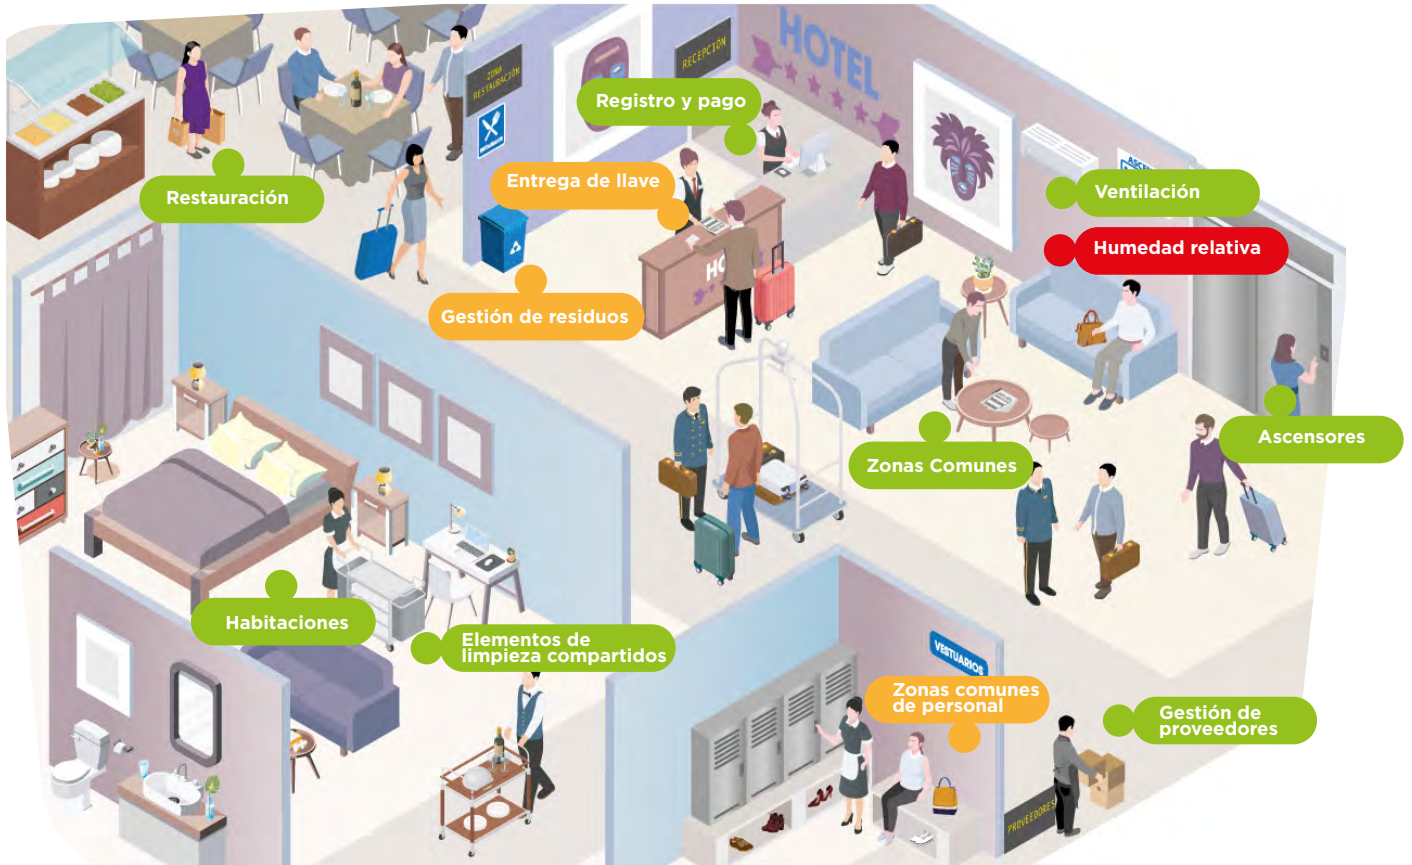 HOTEL
RECEPCIÓN
ZONA
RESTAURACIÓN
Registro y pago
Entrega de llave
Restauración
Ventilación
Humedad relativa
Gestión de residuos
HO
Ascensores
Zonas Comunes
Habitaciones
Elementos de
limpieza compartidos
VESTUARIOS
Zonas comunes
de personal
Gestión de
proveedores
PROVEEDORES